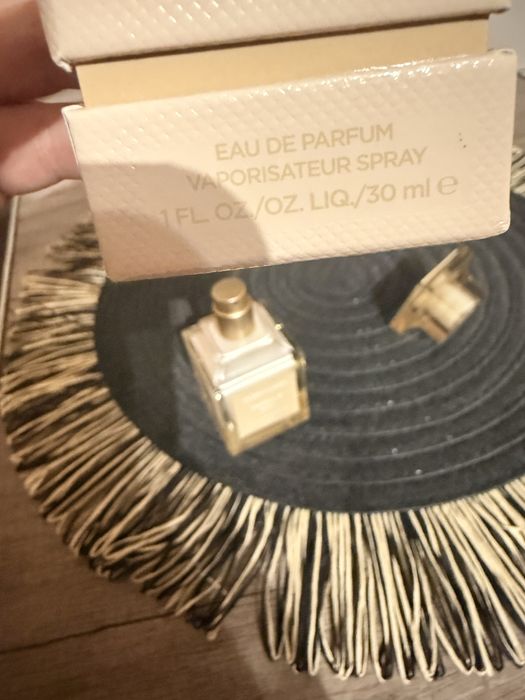 EAU DE PARFUM
VAPORISATEUR SPRAY
1 FL. OZ./OZ. LIQ./30 ml ℮